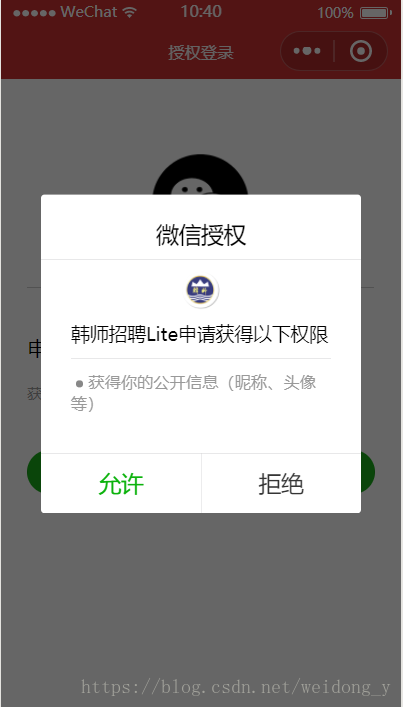 WeChat 10:40 100%
授权登录
微信授权
韩师招聘Lite申请获得以下权限
获得你的公开信息（昵称、头像
等）
申
获
允许 拒绝
https://blog.csdn.net/weidong_y